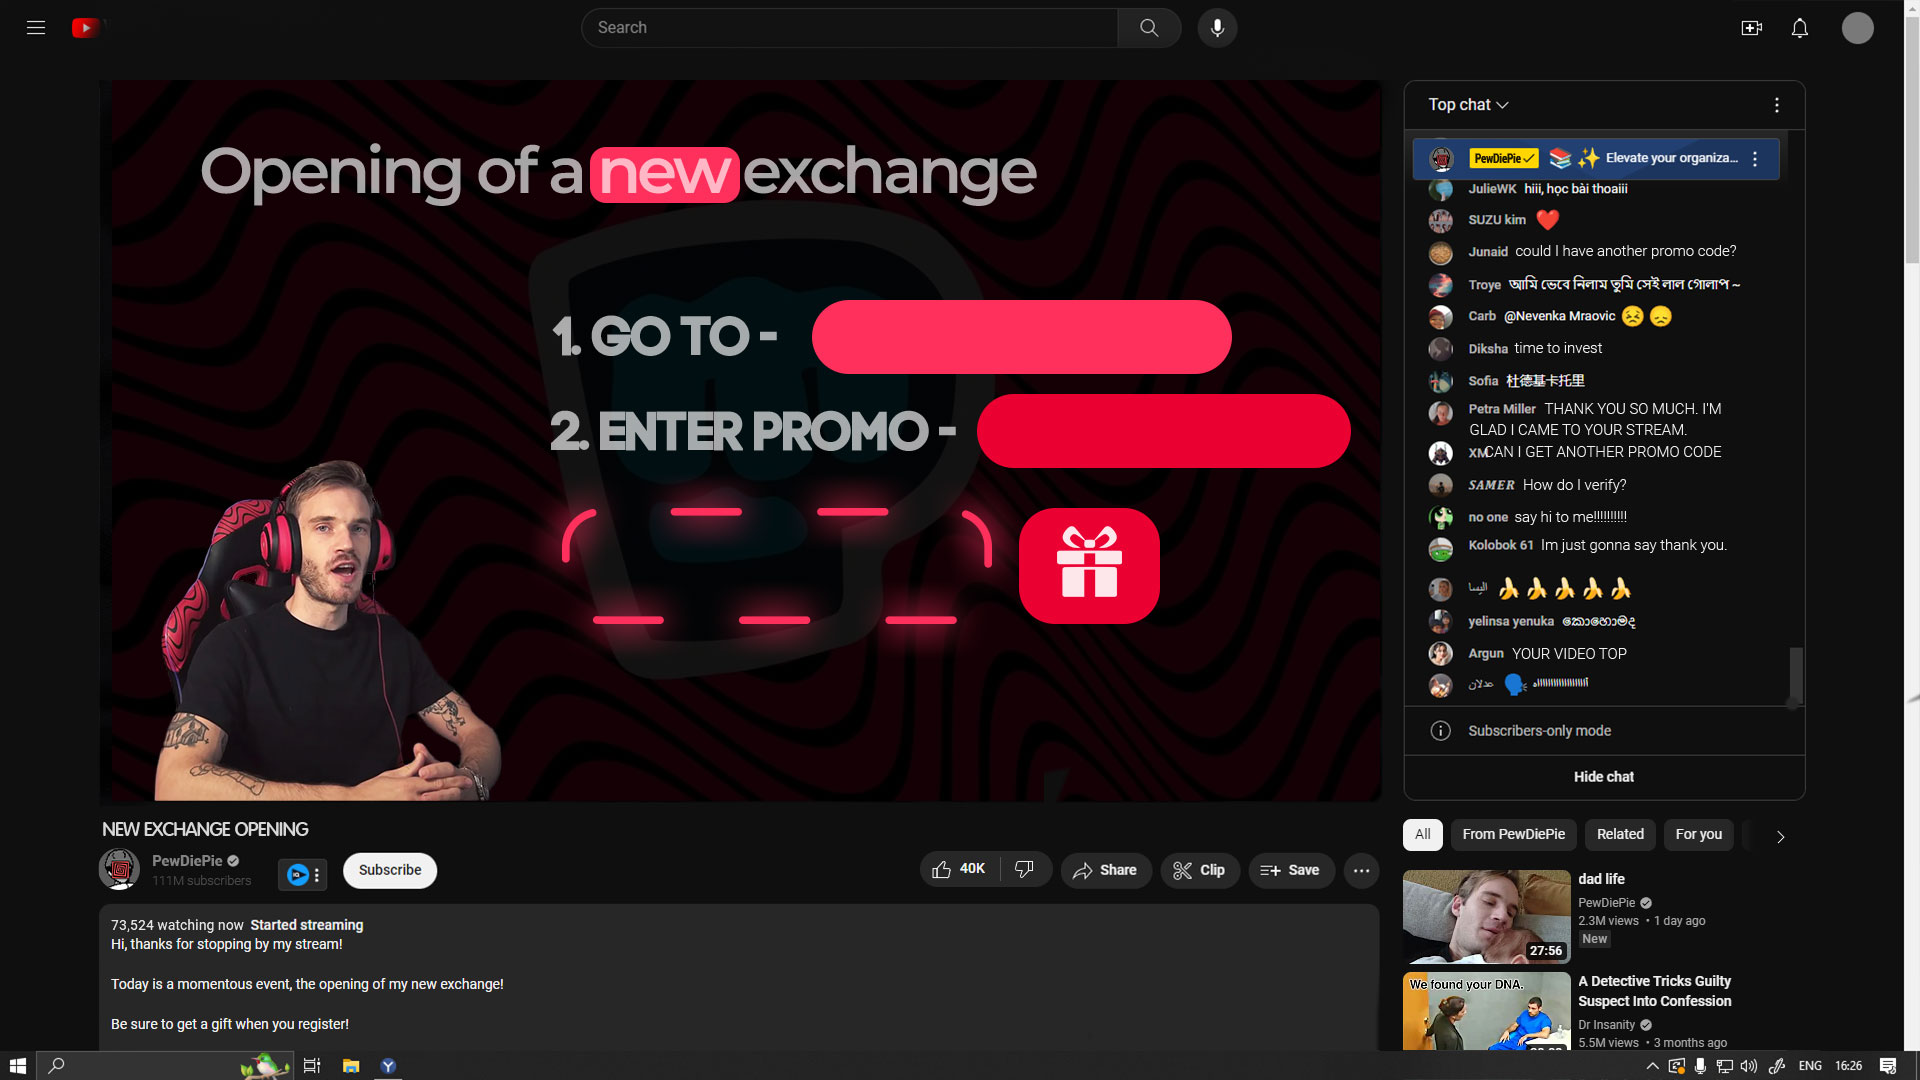 Search
Opening of a new exchange
1. GO TO -
2. ENTER PROMO -
Top chat
PewDiePie Elevate your organiza...
JulieWK hiii, học bài thoaiii
SUZU kim
Junaid could I have another promo code?
Troye আমি ভেবে নিলাম তুমি সেই লাল গোলাপ ~
Carb @Nevenka Mraovic
Diksha time to invest
Sofia 杜德基卡托里
Petra Miller THANK YOU SO MUCH. I'M
GLAD I CAME TO YOUR STREAM.
XM CAN I GET ANOTHER PROMO CODE
SAMER How do I verify?
no one say hi to me!!!!!!!!!!
Kolobok 61 Im just gonna say thank you.
yelinsa yenuka කොහොමද
Argun YOUR VIDEO TOP
عدلان
Subscribers-only mode
Hide chat
NEW EXCHANGE OPENING
PewDiePie
111M subscribers
Subscribe
40K
Share
Clip
Save
73,524 watching now Started streaming
Hi, thanks for stopping by my stream!
Today is a momentous event, the opening of my new exchange!
Be sure to get a gift when you register!
All
From PewDiePie
Related
For you
27:56
dad life
PewDiePie
2.3M views • 1 day ago
New
We found your DNA.
A Detective Tricks Guilty
Suspect Into Confession
Dr Insanity
5.5M views • 3 months ago
ENG
16:26